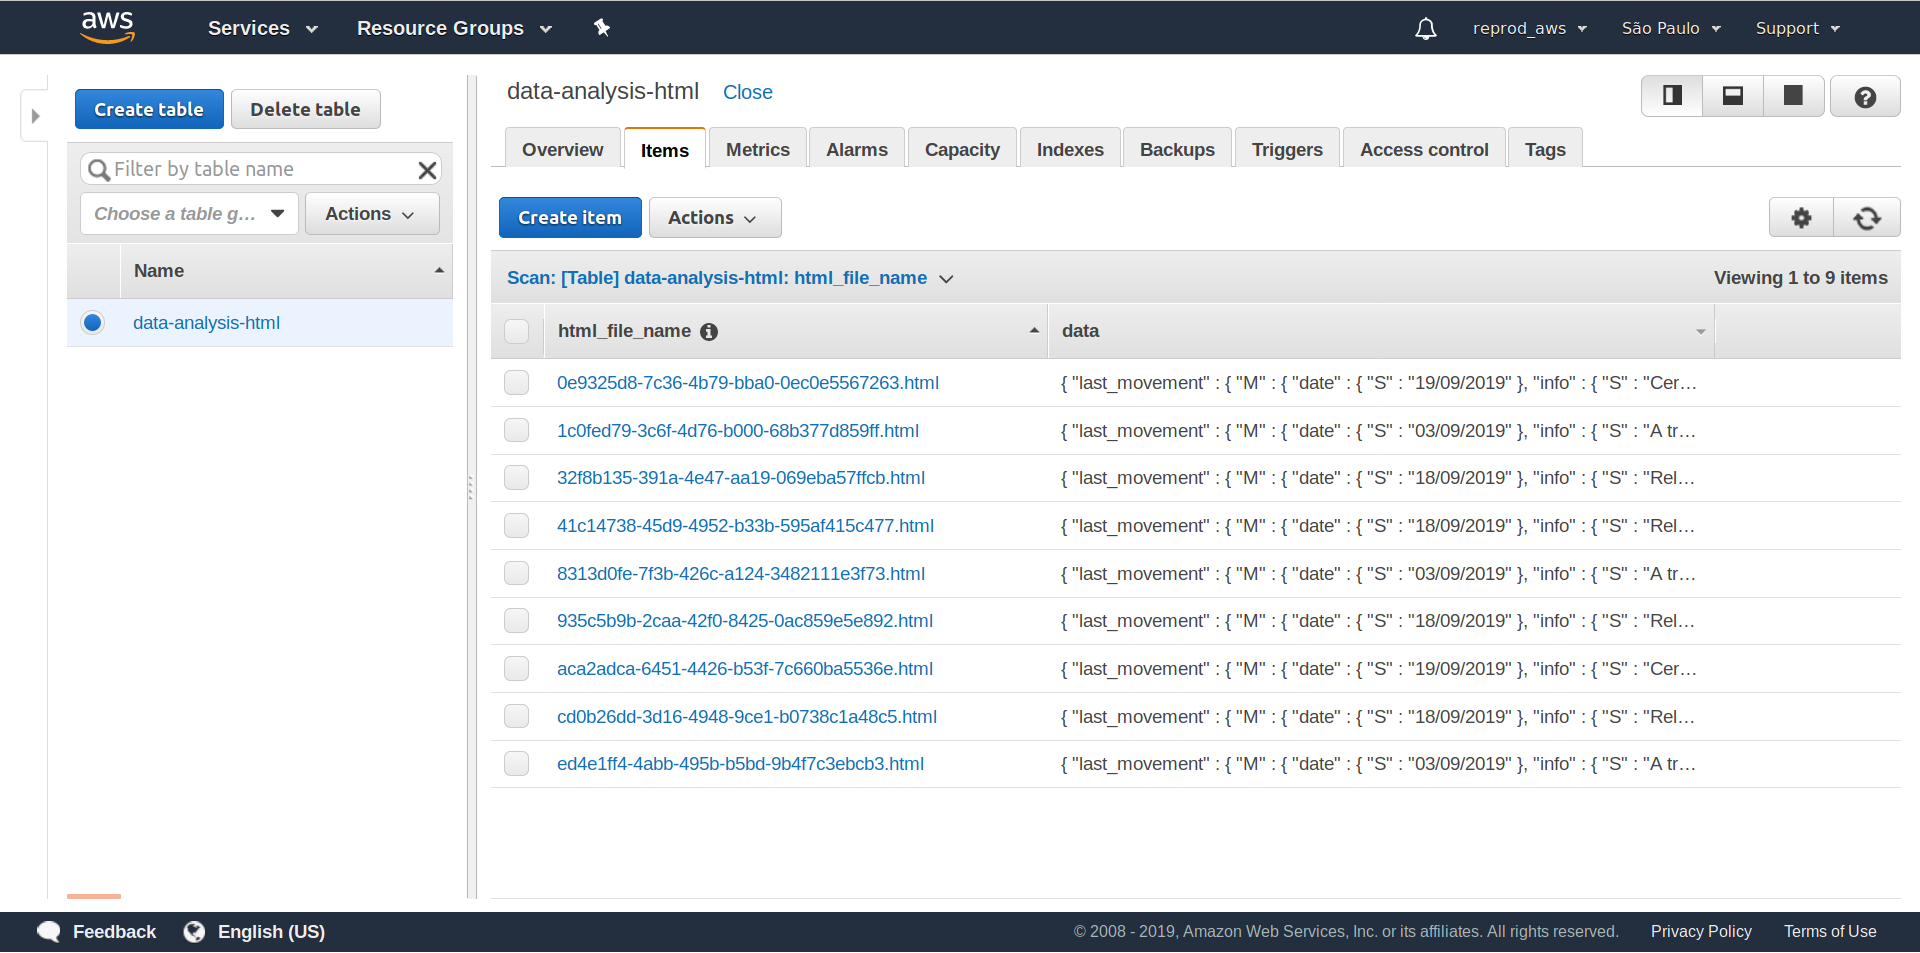 aws Services Resource Groups reprod_aws São Paulo Support
Create table Delete table
Filter by table name
Choose a table g... Actions
Name
data-analysis-html
data-analysis-html Close
Overview Items Metrics Alarms Capacity Indexes Backups Triggers Access control Tags
Create item Actions
Scan: [Table] data-analysis-html: html_file_name Viewing 1 to 9 items
html_file_name data
0e9325d8-7c36-4b79-bba0-0ec0e5567263.html { "last_movement" : { "M" : { "date" : { "S" : "19/09/2019" }, "info" : { "S" : "Cer...
1c0fed79-3c6f-4d76-b000-68b377d859ff.html { "last_movement" : { "M" : { "date" : { "S" : "03/09/2019" }, "info" : { "S" : "A tr...
32f8b135-391a-4e47-aa19-069eba57ffcb.html { "last_movement" : { "M" : { "date" : { "S" : "18/09/2019" }, "info" : { "S" : "Rel...
41c14738-45d9-4952-b33b-595af415c477.html { "last_movement" : { "M" : { "date" : { "S" : "18/09/2019" }, "info" : { "S" : "Rel...
8313d0fe-7f3b-426c-a124-3482111e3f73.html { "last_movement" : { "M" : { "date" : { "S" : "03/09/2019" }, "info" : { "S" : "A tr...
935c5b9b-2caa-42f0-8425-0ac859e5e892.html { "last_movement" : { "M" : { "date" : { "S" : "18/09/2019" }, "info" : { "S" : "Rel...
aca2adca-6451-4426-b53f-7c660ba5536e.html { "last_movement" : { "M" : { "date" : { "S" : "19/09/2019" }, "info" : { "S" : "Cer...
cd0b26dd-3d16-4948-9ce1-b0738c1a48c5.html { "last_movement" : { "M" : { "date" : { "S" : "18/09/2019" }, "info" : { "S" : "Rel...
ed4e1ff4-4abb-495b-b5bd-9b4f7c3ebcb3.html { "last_movement" : { "M" : { "date" : { "S" : "03/09/2019" }, "info" : { "S" : "A tr...
Feedback English (US) © 2008 - 2019, Amazon Web Services, Inc. or its affiliates. All rights reserved. Privacy Policy Terms of Use